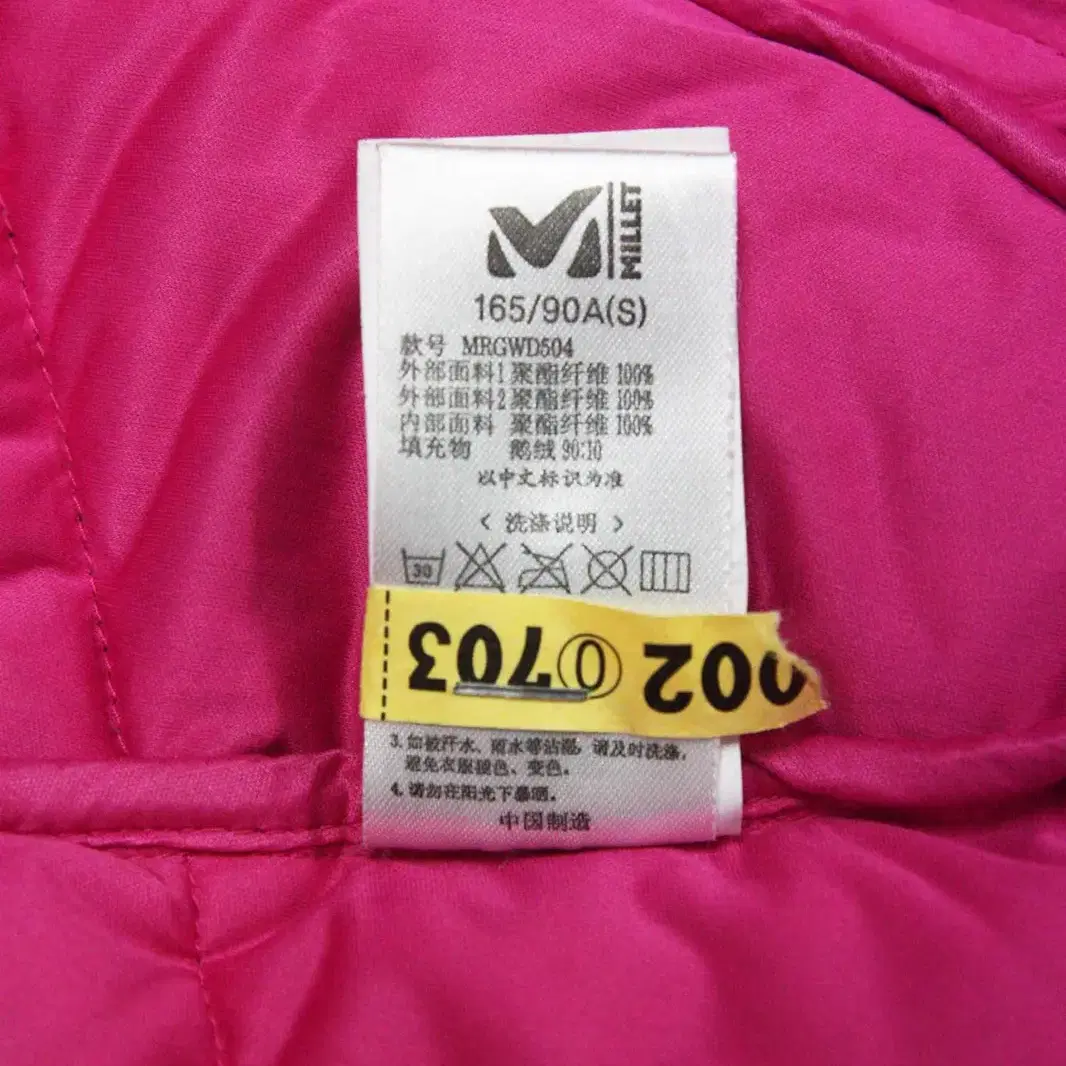 MILLET
165/90A(S)
款号 MRGWD504
外部面料1 聚酯纤维 100%
外部面料2 聚酯纤维 100%
内部面料 聚酯纤维 100%
填充物 鹅绒 90:10
以中文标识为准
< 洗涤说明 >
30
002 ⓪703
3. 如被汗水、雨水等沾湿, 请及时洗涤,
避免衣服褪色、变色。
4. 请勿在阳光下暴晒。
中国制造